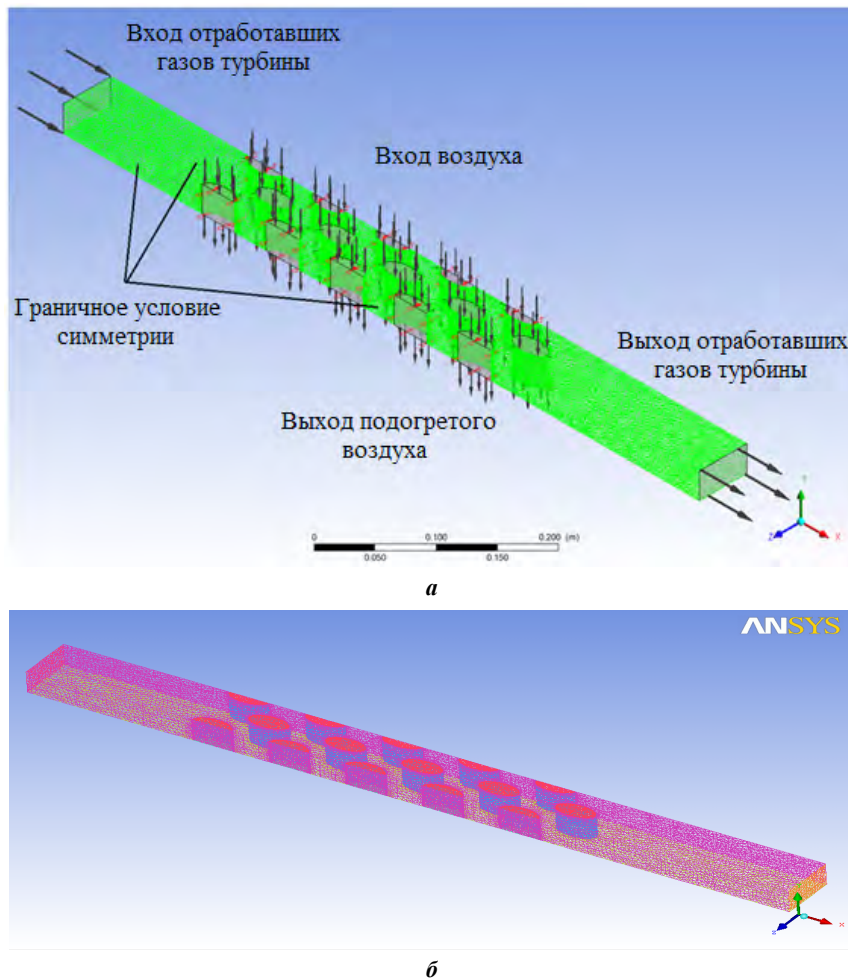 Вход отработавших
газов турбины
Вход воздуха
Граничное условие
симметрии
Выход отработавших
газов турбины
Выход подогретого
воздуха
0 0.100 0.200 (m)
0.050 0.150
Y
Z X
а
ANSYS
x
б